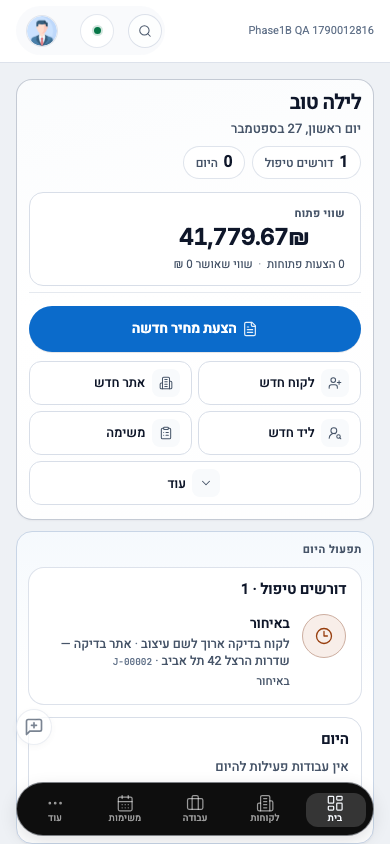 Phase1B QA 1790012816
לילה טוב
יום ראשון, 27 בספטמבר
1 דורשים טיפול
0 היום
שווי פתוח
41,779.67₪
0 הצעות פתוחות · שווי שאושר 0 ₪
הצעת מחיר חדשה
לקוח חדש
אתר חדש
ליד חדש
משימה
עוד
תפעול היום
דורשים טיפול · 1
באיחור
לקוח בדיקה ארוך לשם עיצוב · אתר בדיקה —
שדרות הרצל 42 תל אביב · J-00002
באיחור
היום
אין עבודות פעילות להיום
בית
לקוחות
עבודה
משימות
עוד